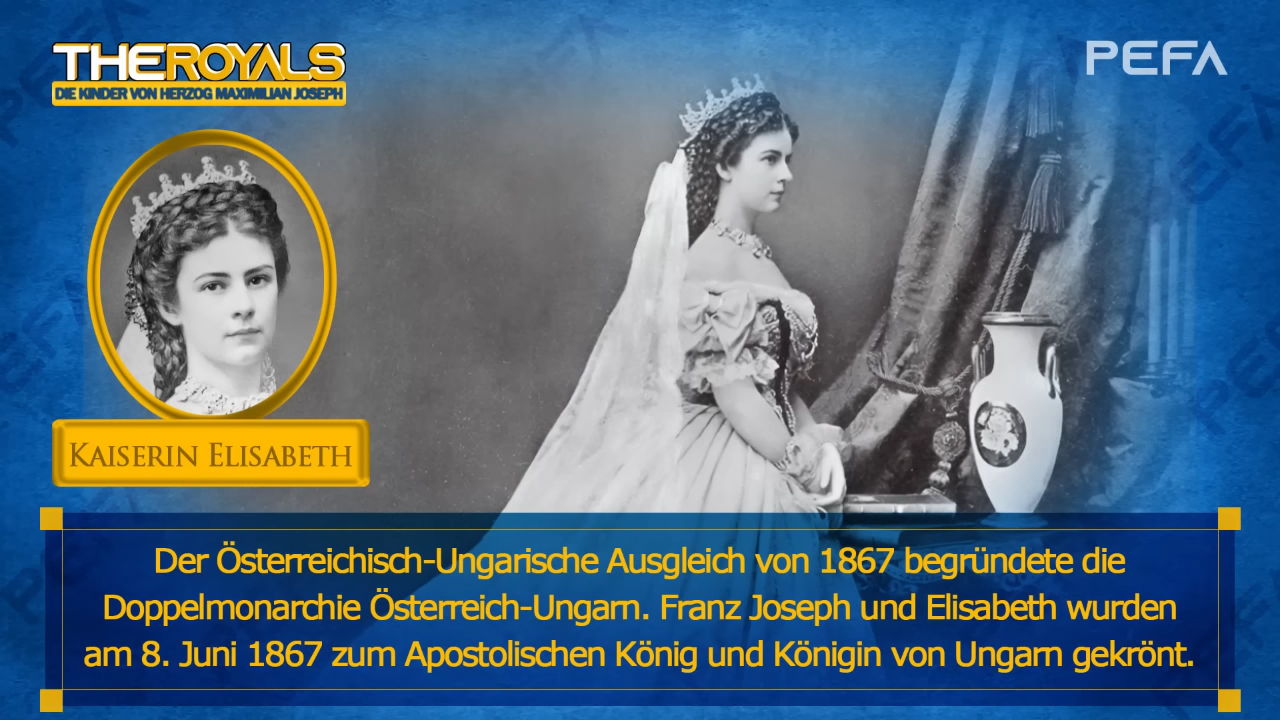 THEROYALS
DIE KINDER VON HERZOG MAXIMILIAN JOSEPH
PEFA
KAISERIN ELISABETH
Der Österreichisch-Ungarische Ausgleich von 1867 begründete die
Doppelmonarchie Österreich-Ungarn. Franz Joseph und Elisabeth wurden
am 8. Juni 1867 zum Apostolischen König und Königin von Ungarn gekrönt.